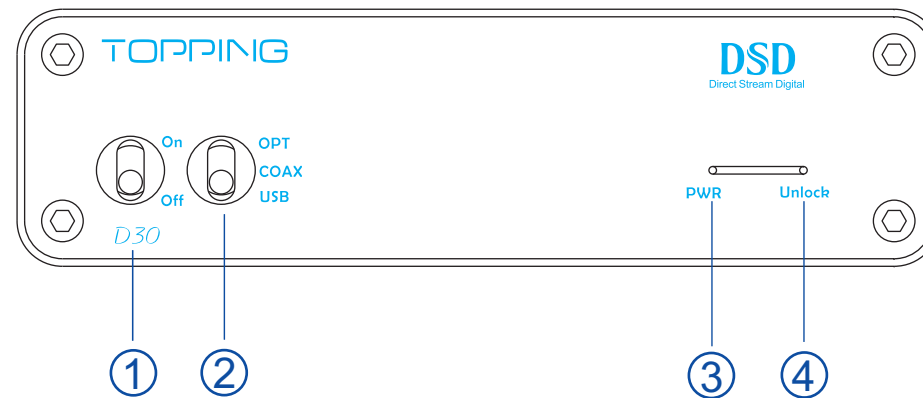 TOPPING
DSD
Direct Stream Digital
On
OPT
COAX
Off
USB
PWR
Unlock
D30
1
2
3
4